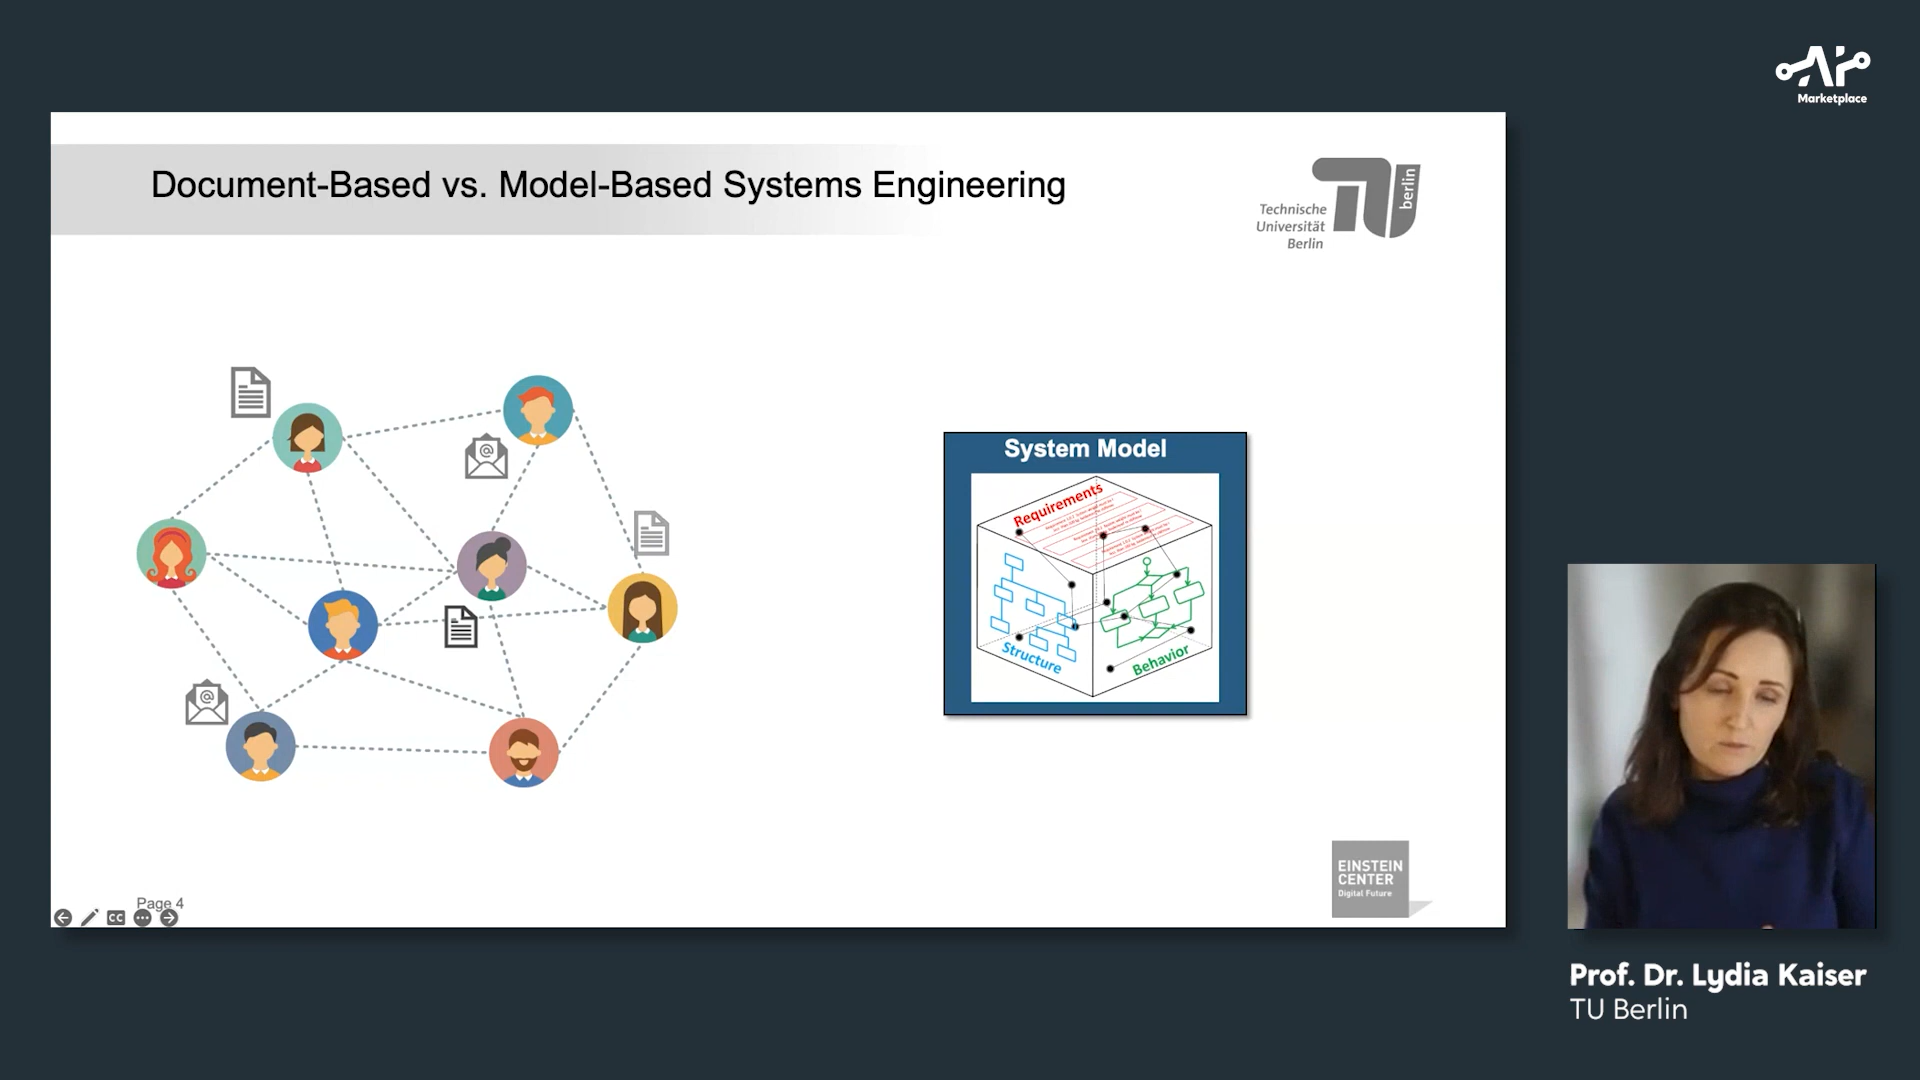 AI
Marketplace
Document-Based vs. Model-Based Systems Engineering
Technische
Universität
Berlin
berlin
System Model
Requirements
Structure
Behavior
EINSTEIN
CENTER
Digital Future
Page 4
CC
Prof. Dr. Lydia Kaiser
TU Berlin